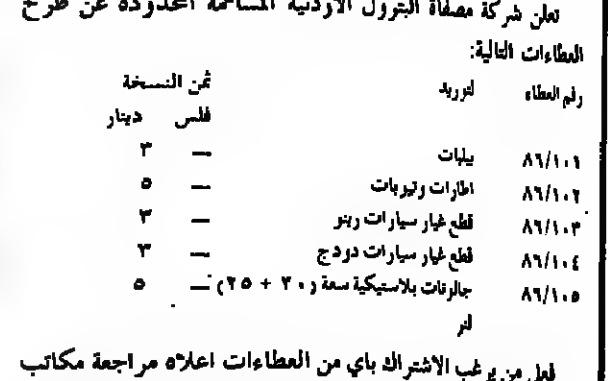 تعلن شركة مصفاة البترول الاردنية المساهمة المحدودة عن طرح
العطاءات التالية:
رقم العطاء لتوريد ثمن النسخة
فلس دينار
٨٦/١٠١ بيليات — ٣
٨٦/١٠٢ اطارات وتيوبات — ٥
٨٦/١٠٣ قطع غيار سيارات رينو — ٣
٨٦/١٠٤ قطع غيار سيارات دودج — ٣
٨٦/١٠٥ جالونات بلاستيكية سعة (٣٠ + ٢٥) — ٥
لتر
فعلى من يرغب الاشتراك باي من العطاءات اعلاه مراجعة مكاتب